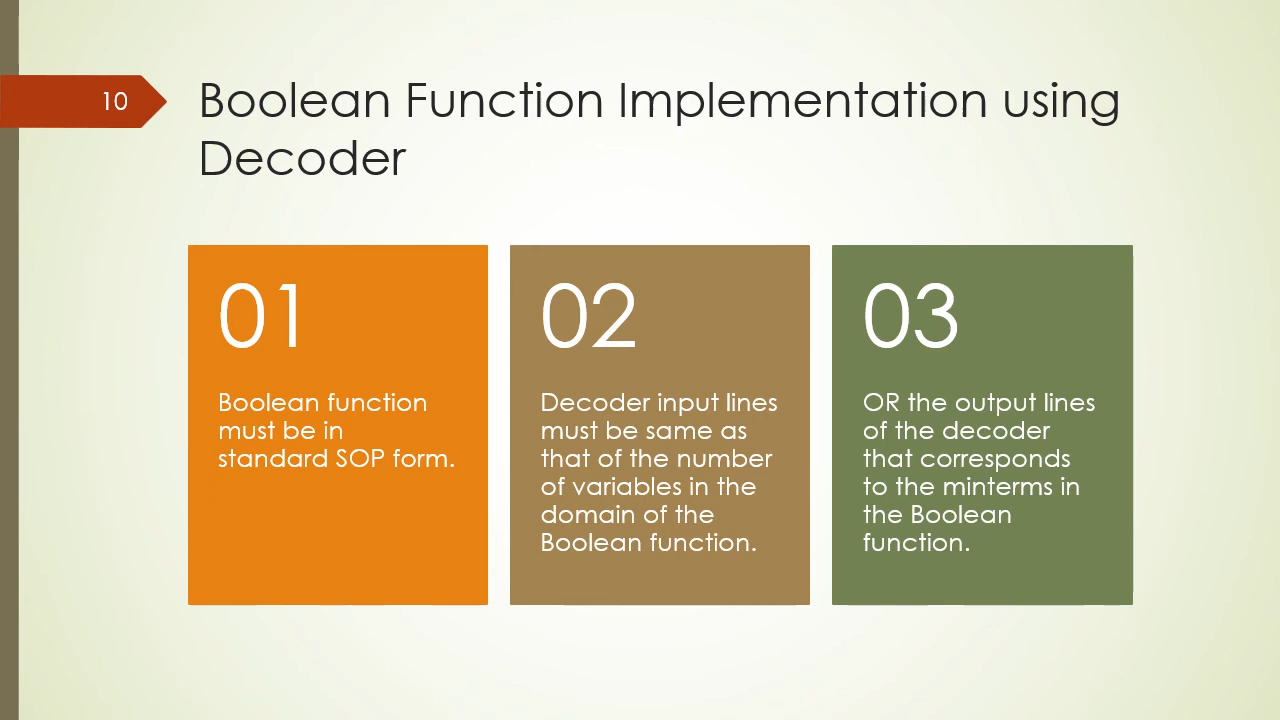 10
Boolean Function Implementation using
Decoder
01
Boolean function
must be in
standard SOP form.
02
Decoder input lines
must be same as
that of the number
of variables in the
domain of the
Boolean function.
03
OR the output lines
of the decoder
that corresponds
to the minterms in
the Boolean
function.